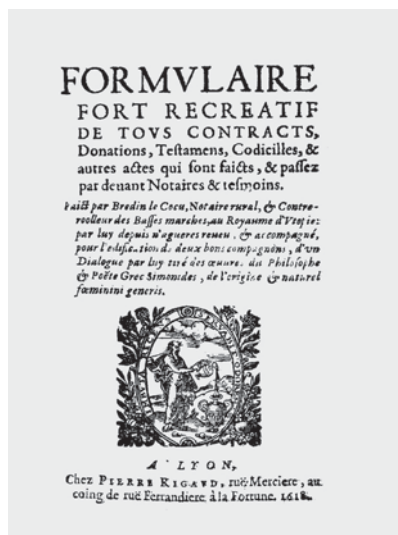 FORMVLAIRE
FORT RECREATIF
DE TOVS CONTRACTS,
Donations, Teſtamens, Codicilles, &
autres actes qui ſont faicts, & paſſez
par deuant Notaires & teſmoins.
Faict par Bredin le Cocu, Notaire rural, & Contre-
roolleur des Baſſes marches, au Royaume d'Vtopie:
par luy depuis n'agueres reueu, & accompagné,
pour l'edification de deux bons compagnons, d'vn
Dialogue par luy tiré des œuures du Philoſophe
& Poëte Grec Simonides, de l'origine & naturel
fœminini generis.
A LYON,
Chez PIERRE RIGAVD, ruë Merciere, au
coing de ruë Ferrandiere à la Fortune. 1618.